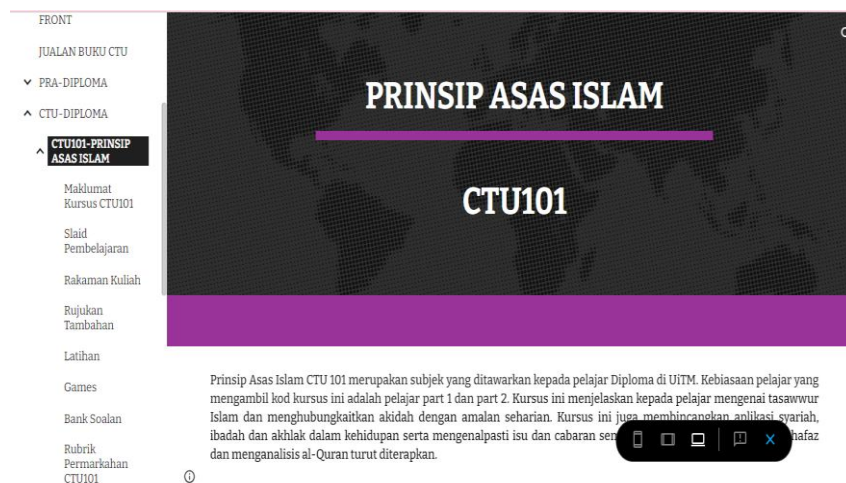 FRONT
JUALAN BUKU CTU
PRA-DIPLOMA
CTU-DIPLOMA
CTU101-PRINSIP
ASAS ISLAM
Maklumat
Kursus CTU101
Slaid
Pembelajaran
Rakaman Kuliah
Rujukan
Tambahan
Latihan
Games
Bank Soalan
Rubrik
Permarkahan
CTU101
PRINSIP ASAS ISLAM
CTU101
Prinsip Asas Islam CTU 101 merupakan subjek yang ditawarkan kepada pelajar Diploma di UiTM. Kebiasaan pelajar yang
mengambil kod kursus ini adalah pelajar part 1 dan part 2. Kursus ini menjelaskan kepada pelajar mengenai tasawwur
Islam dan menghubungkaitkan akidah dengan amalan seharian. Kursus ini juga membincangkan aplikasi syariah,
ibadah dan akhlak dalam kehidupan serta mengenalpasti isu dan cabaran
dan menganalisis al-Quran turut diterapkan.